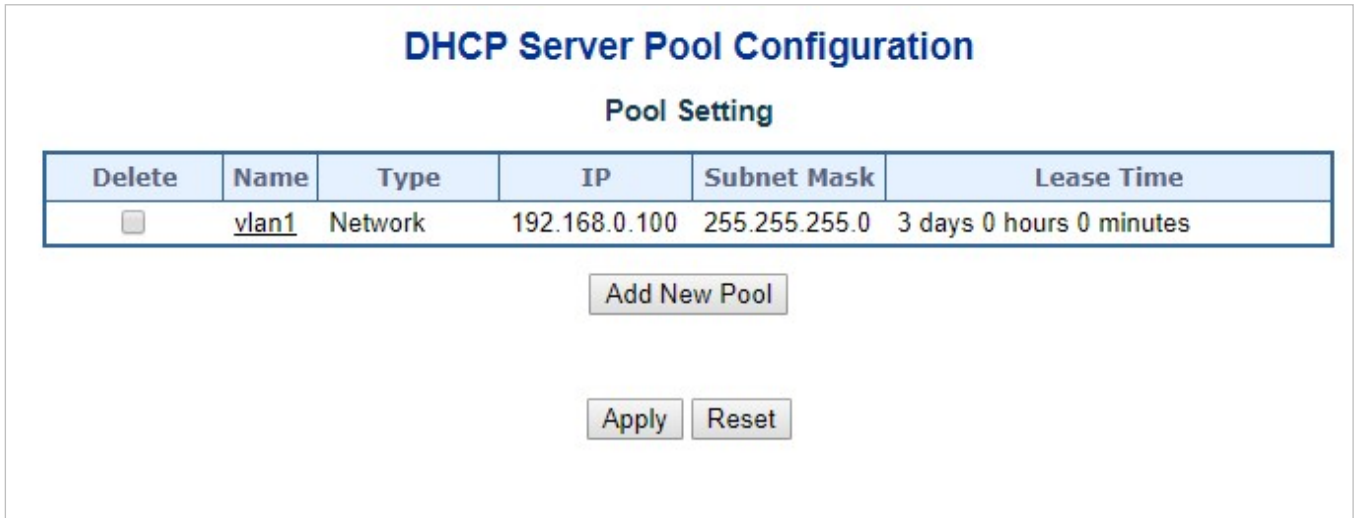 DHCP Server Pool Configuration
Pool Setting
Delete Name Type IP Subnet Mask Lease Time
vlan1 Network 192.168.0.100 255.255.255.0 3 days 0 hours 0 minutes
Add New Pool
Apply Reset